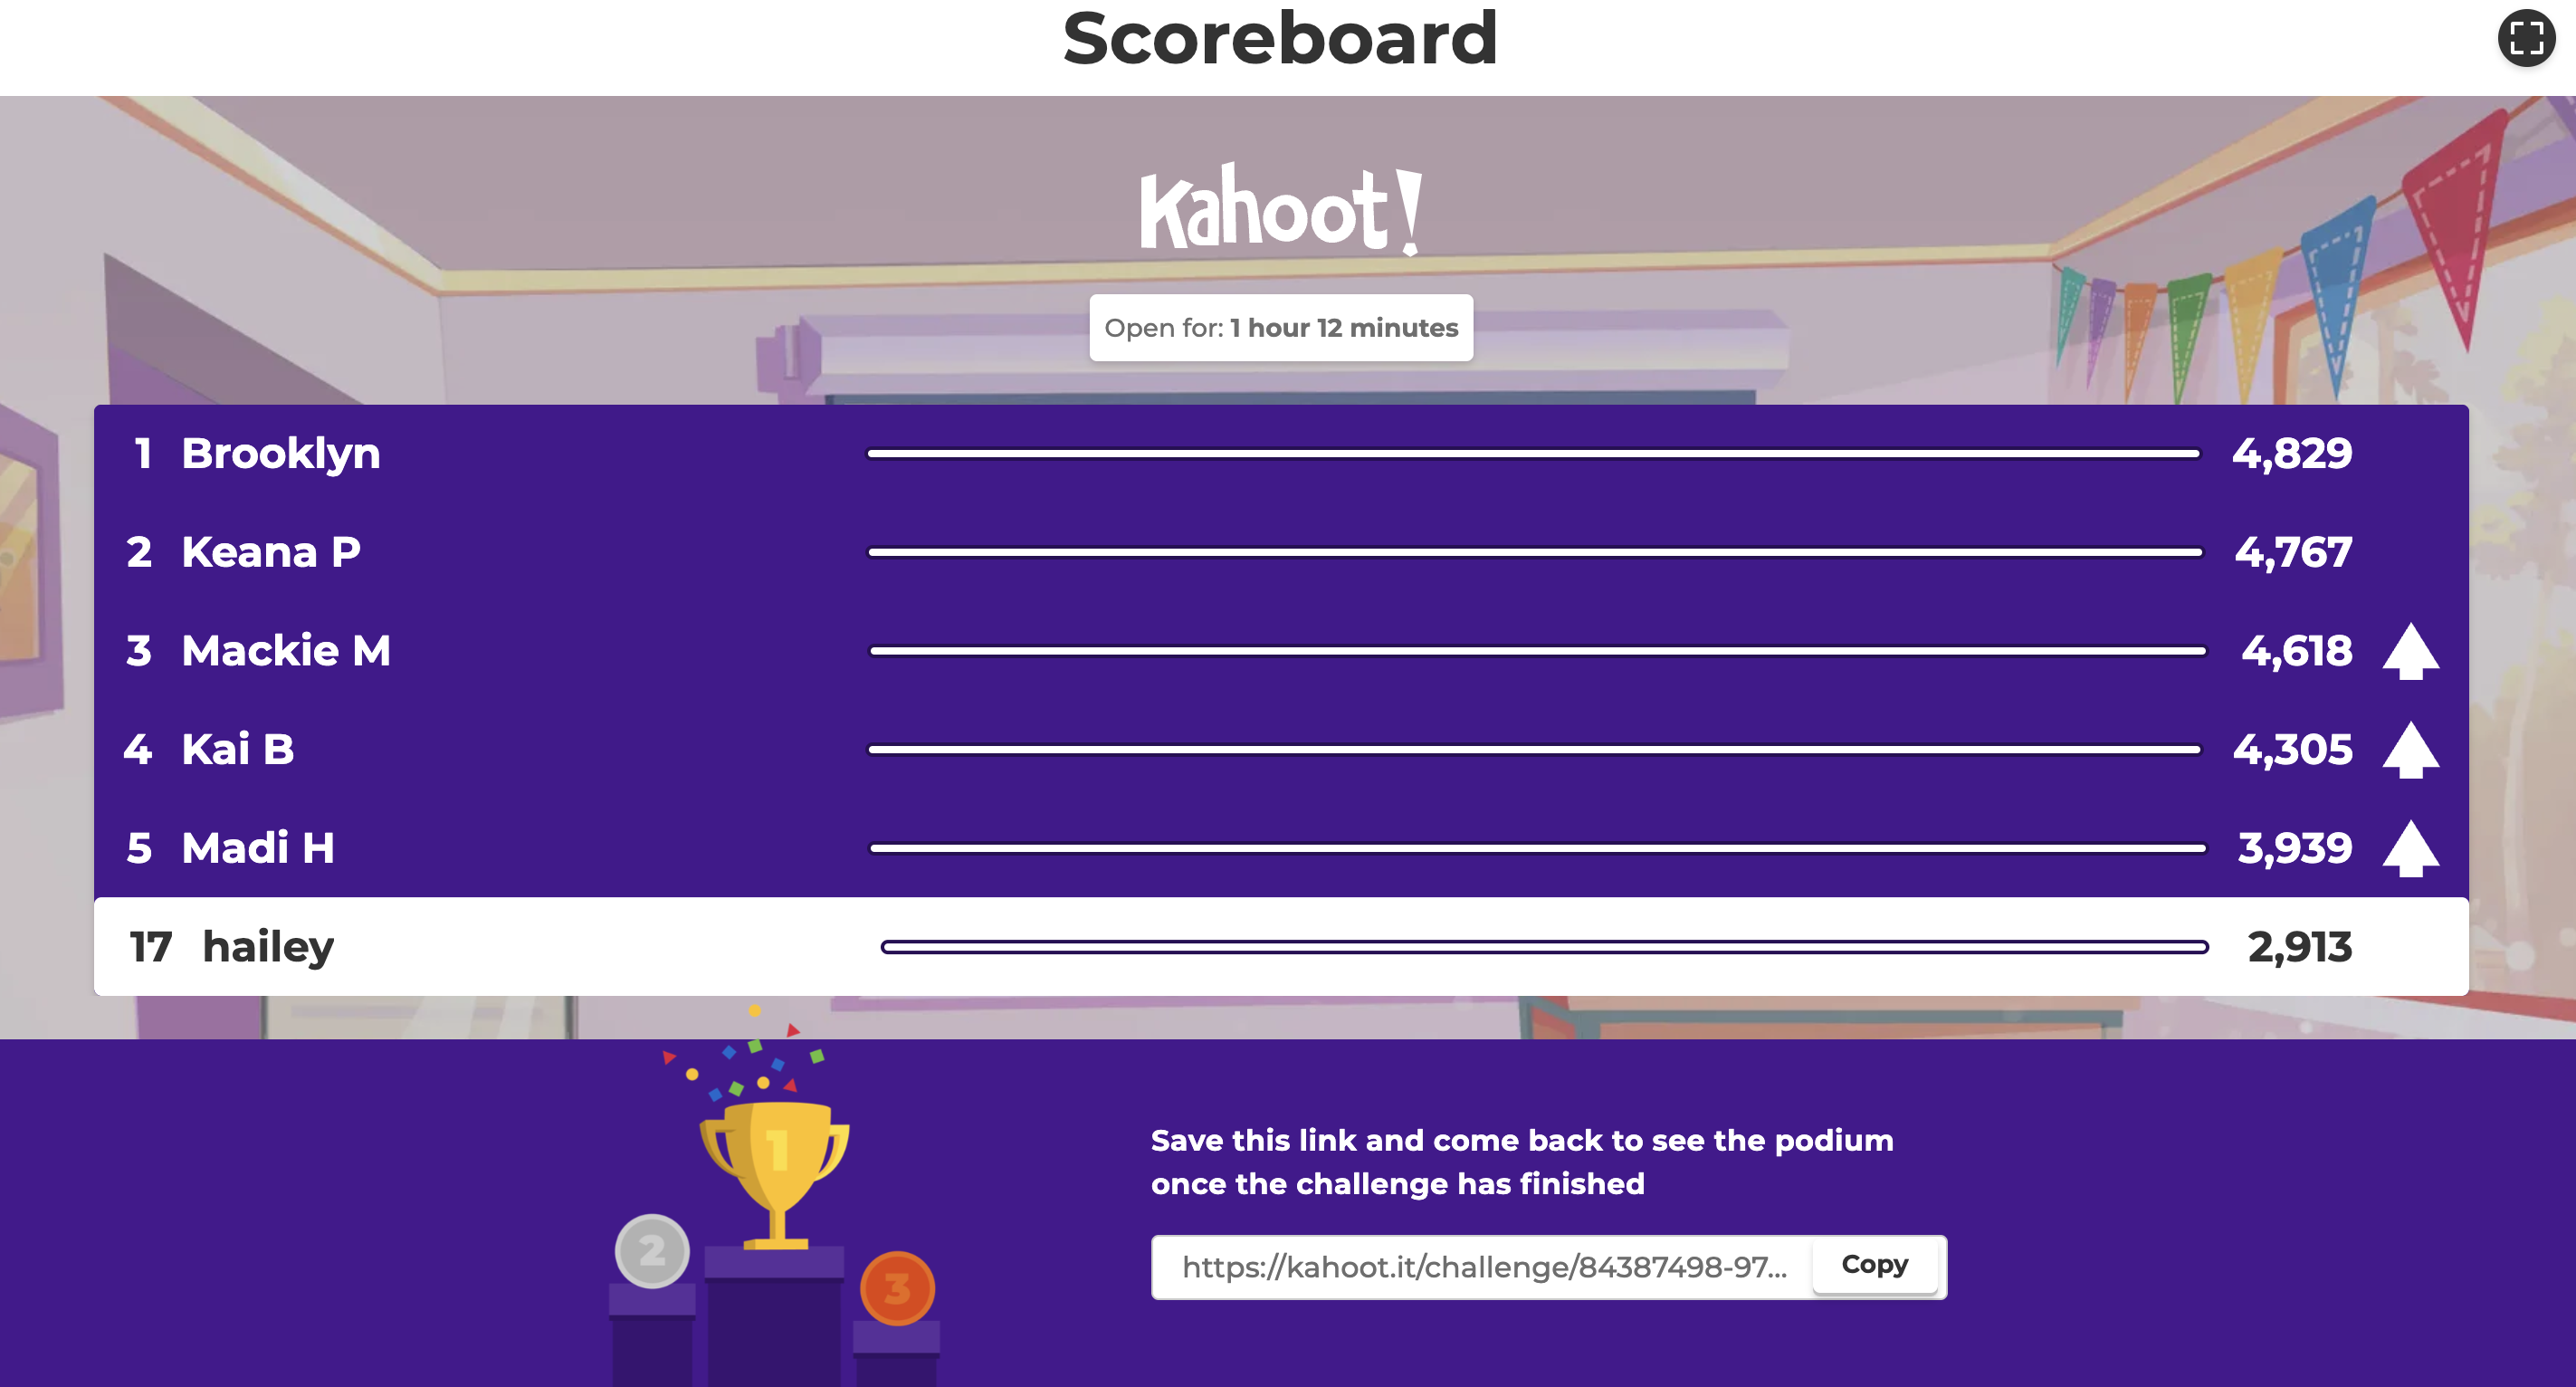 Scoreboard
Kahoot!
Open for: 1 hour 12 minutes
1 Brooklyn 4,829
2 Keana P 4,767
3 Mackie M 4,618
4 Kai B 4,305
5 Madi H 3,939
17 hailey 2,913
1
2
3
Save this link and come back to see the podium
once the challenge has finished
https://kahoot.it/challenge/84387498-97... Copy